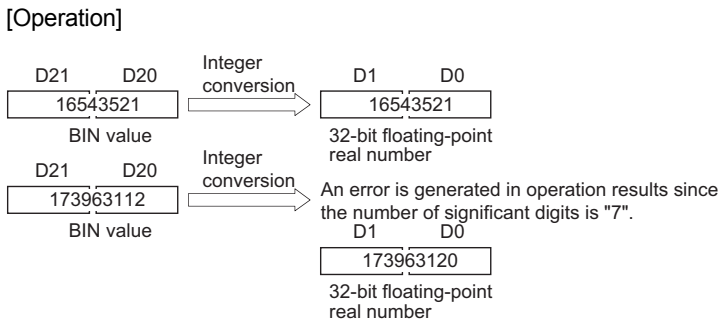 [Operation]
D21 D20 Integer conversion D1 D0
16543521 16543521
BIN value 32-bit floating-point
real number
D21 D20 Integer conversion
173963112 An error is generated in operation results since
the number of significant digits is "7".
BIN value D1 D0
173963120
32-bit floating-point
real number